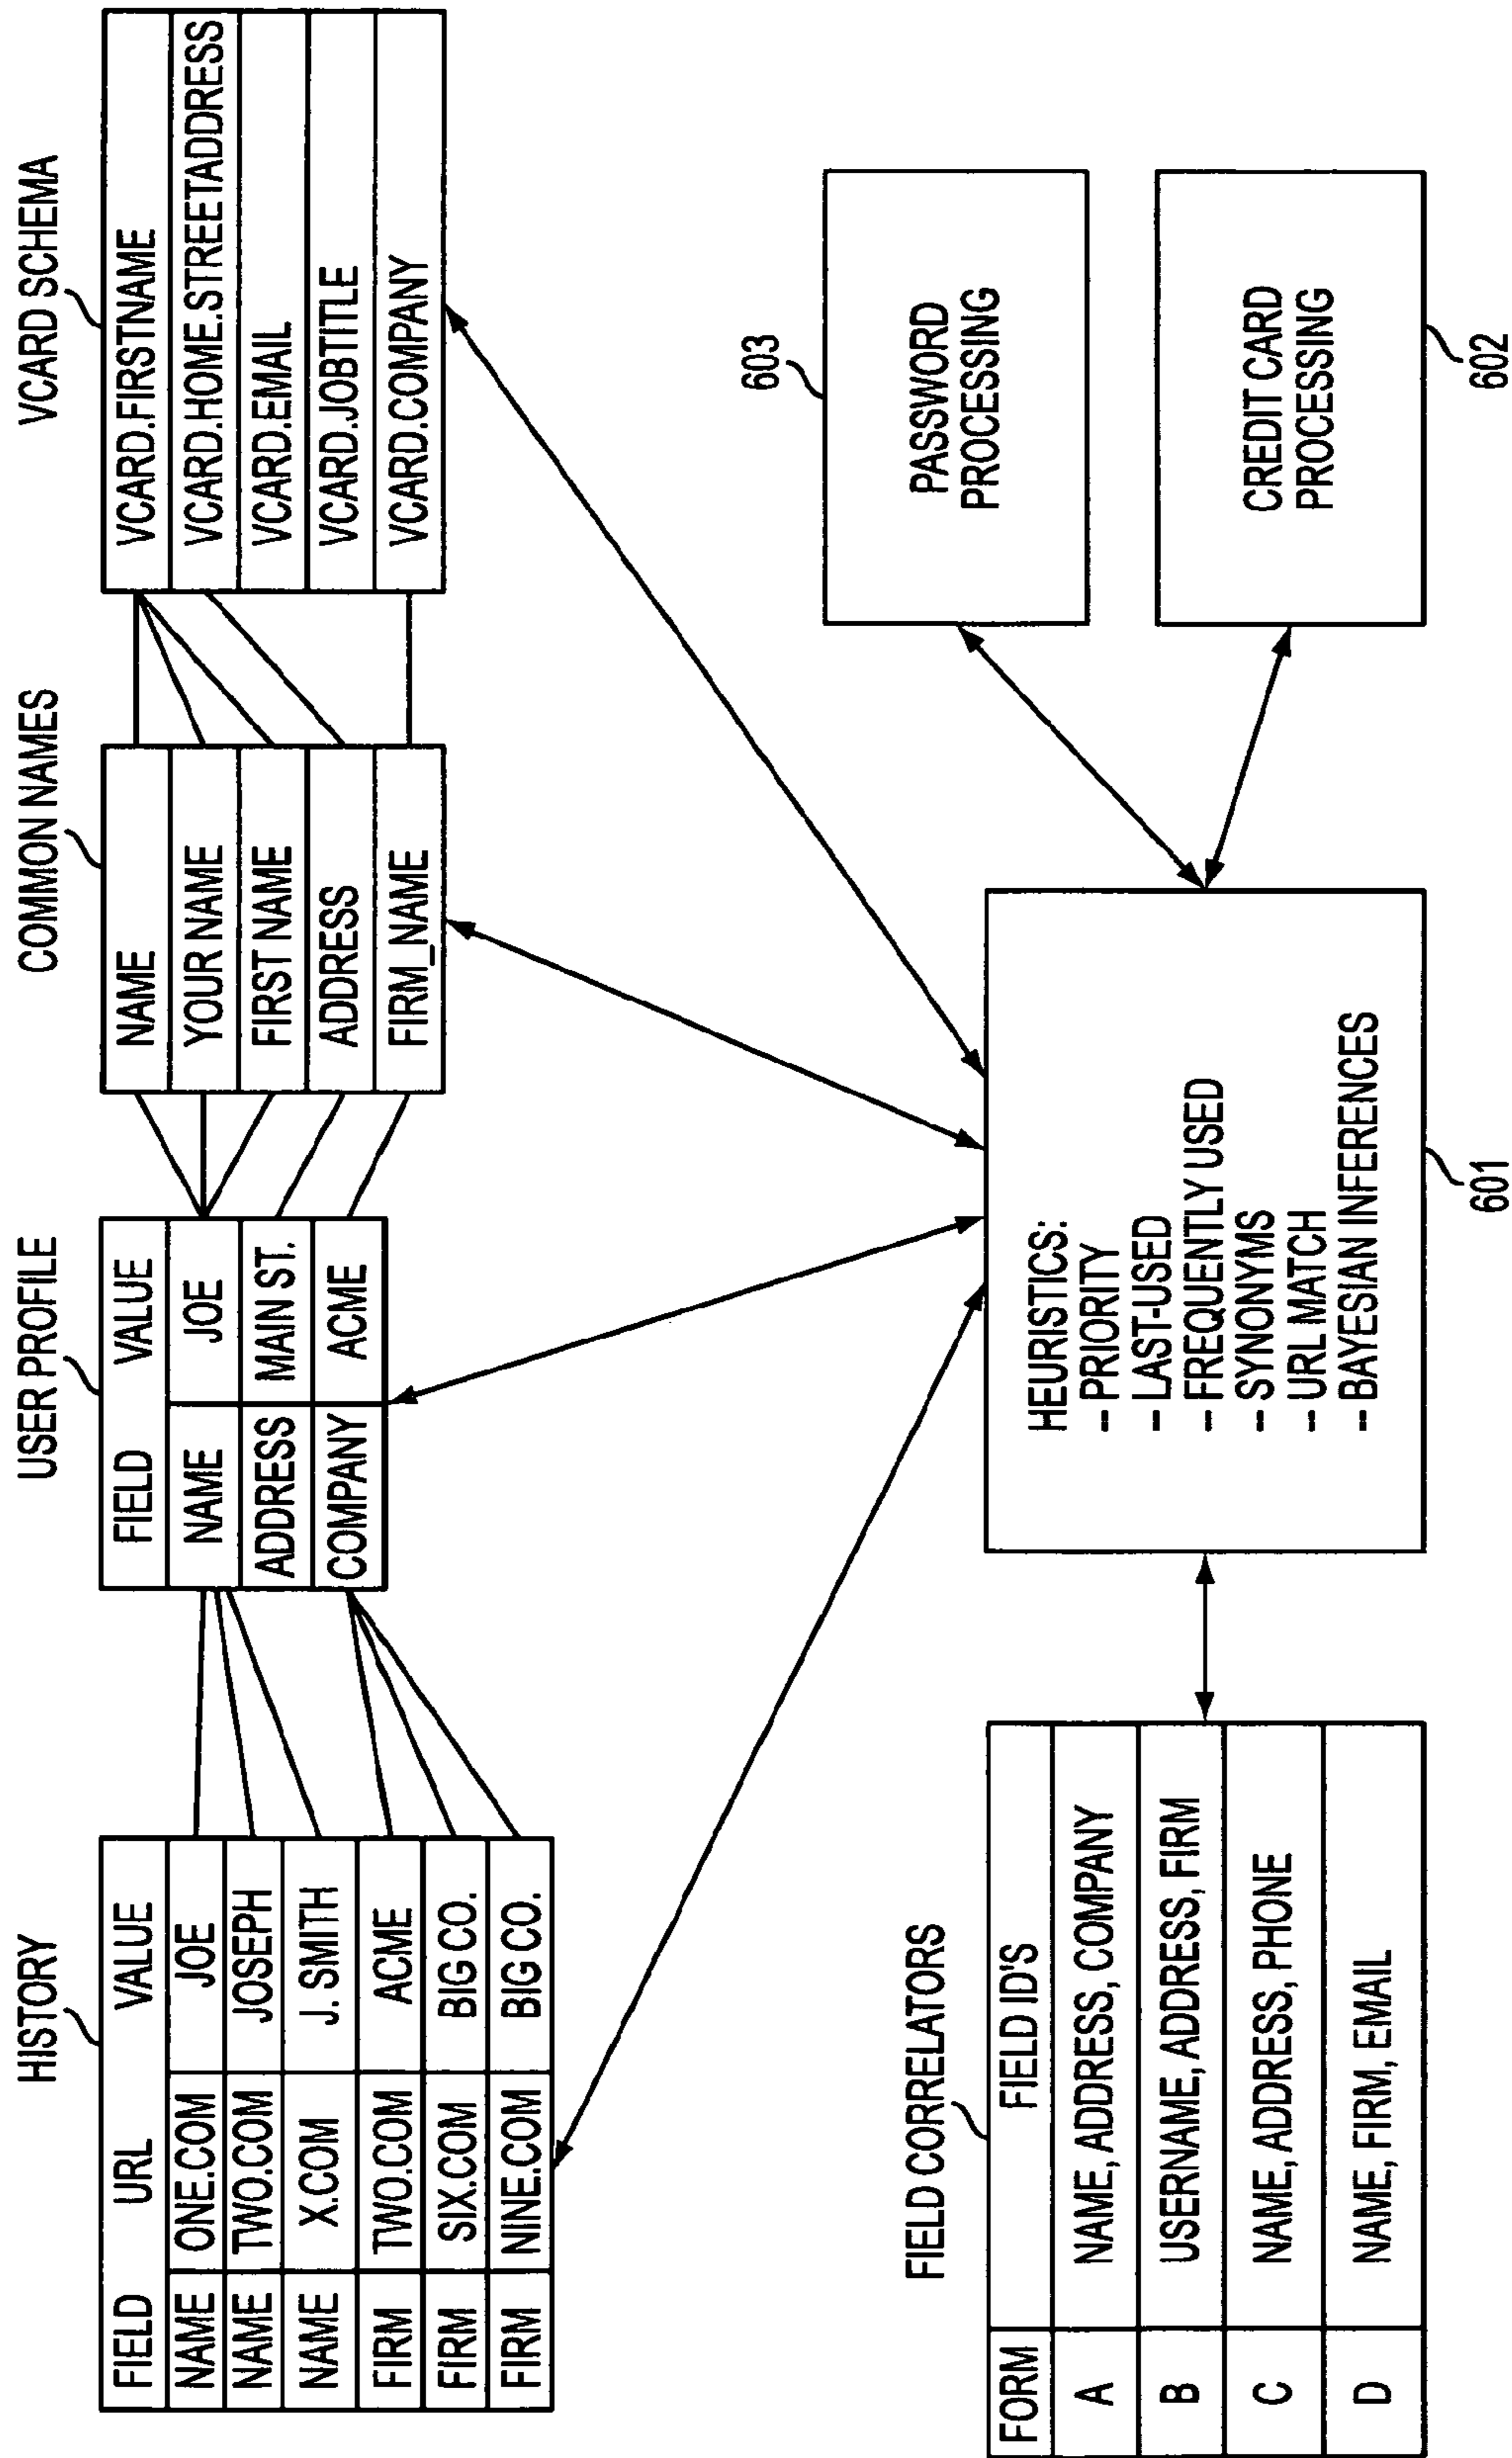 HISTORY
FIELD URL VALUE
NAME ONE.COM JOE
NAME TWO.COM JOSEPH
NAME X.COM J. SMITH
FIRM TWO.COM ACME
FIRM SIX.COM BIG CO.
FIRM NINE.COM BIG CO.
USER PROFILE
FIELD VALUE
NAME JOE
ADDRESS MAIN ST.
COMPANY ACME
COMMON NAMES
NAME
YOUR NAME
FIRST NAME
ADDRESS
FIRM_NAME
VCARD SCHEMA
VCARD.FIRSTNAME
VCARD.HOME.STREETADDRESS
VCARD.EMAIL
VCARD.JOBTITLE
VCARD.COMPANY
FIELD CORRELATORS
FORM FIELD ID'S
A NAME, ADDRESS, COMPANY
B USERNAME, ADDRESS, FIRM
C NAME, ADDRESS, PHONE
D NAME, FIRM, EMAIL
HEURISTICS:
-- PRIORITY
-- LAST-USED
-- FREQUENTLY USED
-- SYNONYMS
-- URL MATCH
-- BAYESIAN INFERENCES
601
603
PASSWORD
PROCESSING
CREDIT CARD
PROCESSING
602